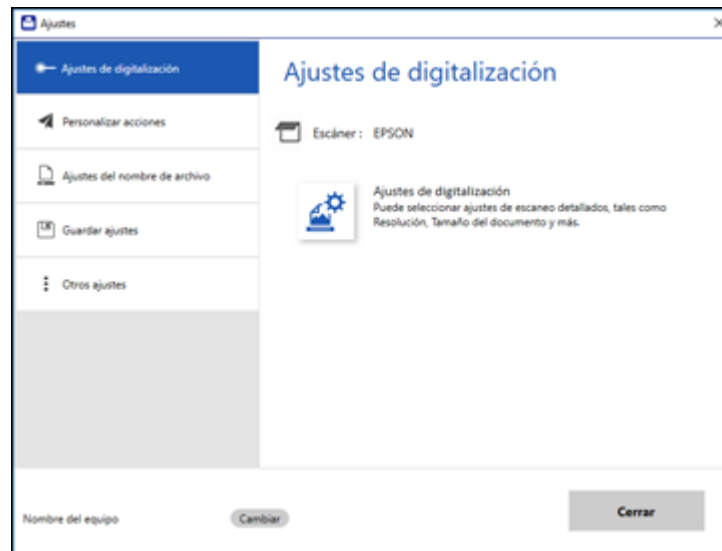 Ajustes
Ajustes de digitalización
Personalizar acciones
Ajustes del nombre de archivo
Guardar ajustes
Otros ajustes
Ajustes de digitalización
Escáner : EPSON
Ajustes de digitalización
Puede seleccionar ajustes de escaneo detallados, tales como
Resolución, Tamaño del documento y más.
Nombre del equipo
Cambiar
Cerrar